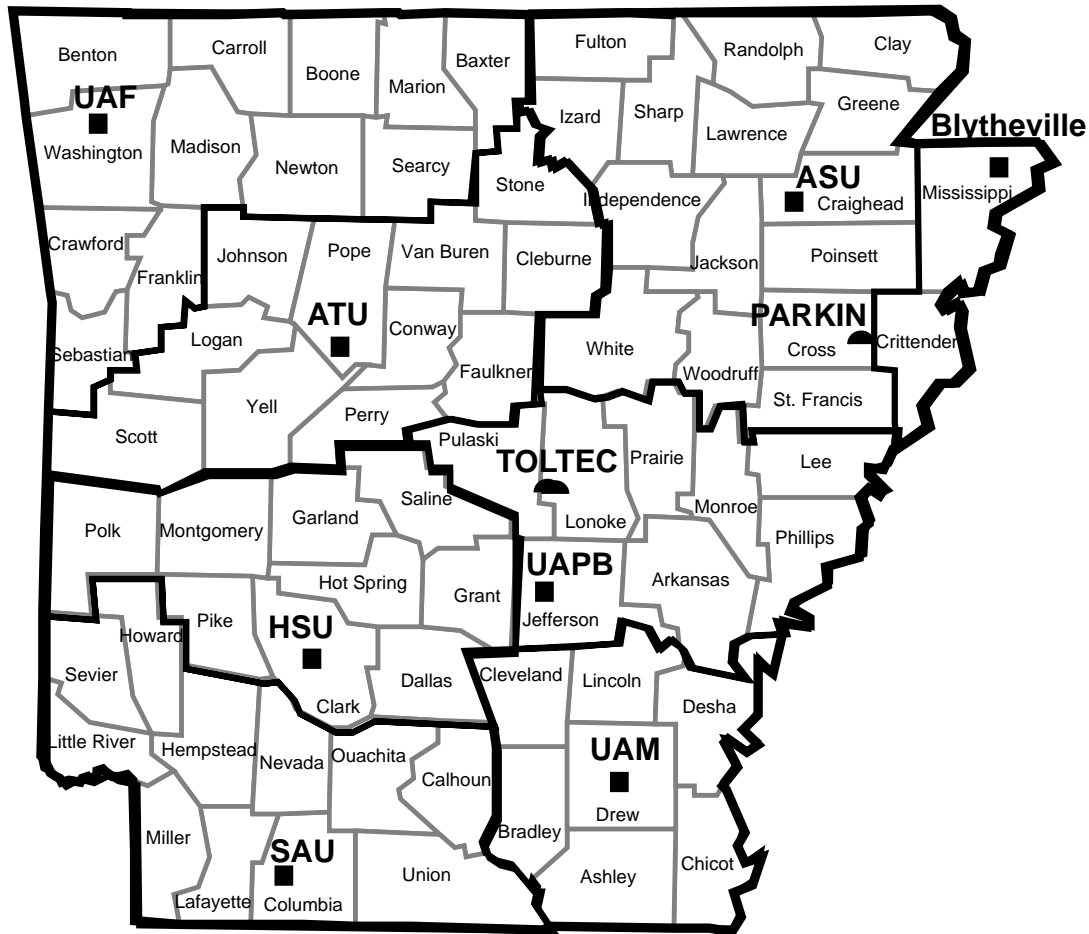 Benton
Carroll
Boone
Marion
Baxter
Fulton
Randolph
Clay
UAF
Izard
Sharp
Lawrence
Greene
Blytheville
Washington
Madison
Newton
Searcy
Stone
Independence
ASU
Craighead
Mississippi
Crawford
Franklin
Johnson
Pope
Van Buren
Cleburne
Jackson
Poinsett
ATU
PARKIN
Sebastian
Logan
Conway
White
Woodruff
Cross
Crittenden
Faulkner
Scott
Yell
Perry
St. Francis
Pulaski
TOLTEC
Prairie
Lee
Polk
Montgomery
Garland
Saline
Lonoke
Monroe
Phillips
Hot Spring
UAPB
Arkansas
Howard
Pike
HSU
Grant
Jefferson
Sevier
Clark
Dallas
Cleveland
Lincoln
Desha
Little River
Hempstead
Nevada
Ouachita
Calhoun
UAM
Drew
Miller
SAU
Bradley
Lafayette
Columbia
Union
Ashley
Chicot